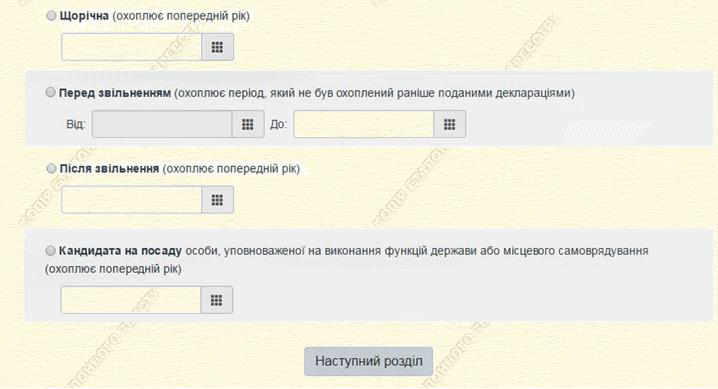 Щорічна (охоплює попередній рік)
Перед звільненням (охоплює період, який не був охоплений раніше поданими деклараціями)
Від: До:
Після звільнення (охоплює попередній рік)
Кандидата на посаду особи, уповноваженої на виконання функцій держави або місцевого самоврядування
(охоплює попередній рік)
Наступний розділ